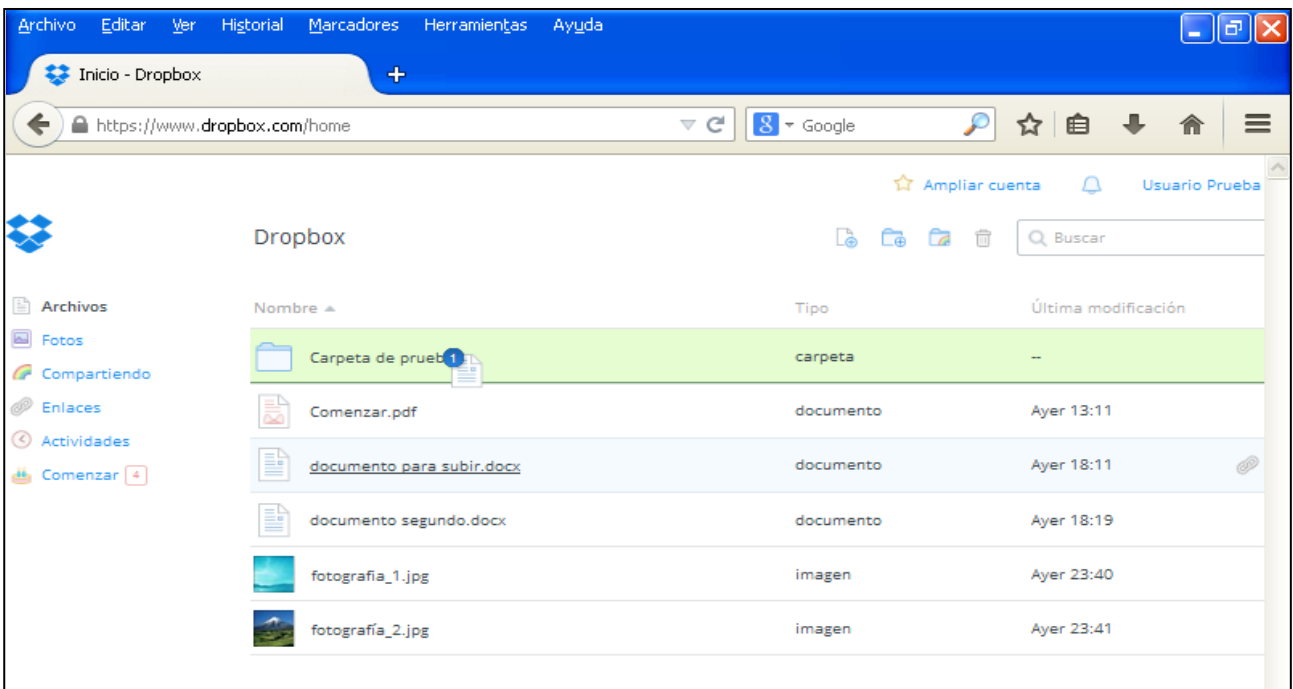 Archivo Editar Ver Historial Marcadores Herramientas Ayuda
Inicio - Dropbox
https://www.dropbox.com/home
8 Google
Ampliar cuenta Usuario Prueba
Dropbox Buscar
Archivos Nombre Tipo Última modificación
Fotos
Carpeta de prueb 1 carpeta --
Compartiendo
Enlaces Comenzar.pdf documento Ayer 13:11
Actividades
Comenzar 4 documento para subir.docx documento Ayer 18:11
documento segundo.docx documento Ayer 18:19
fotografia_1.jpg imagen Ayer 23:40
fotografía_2.jpg imagen Ayer 23:41